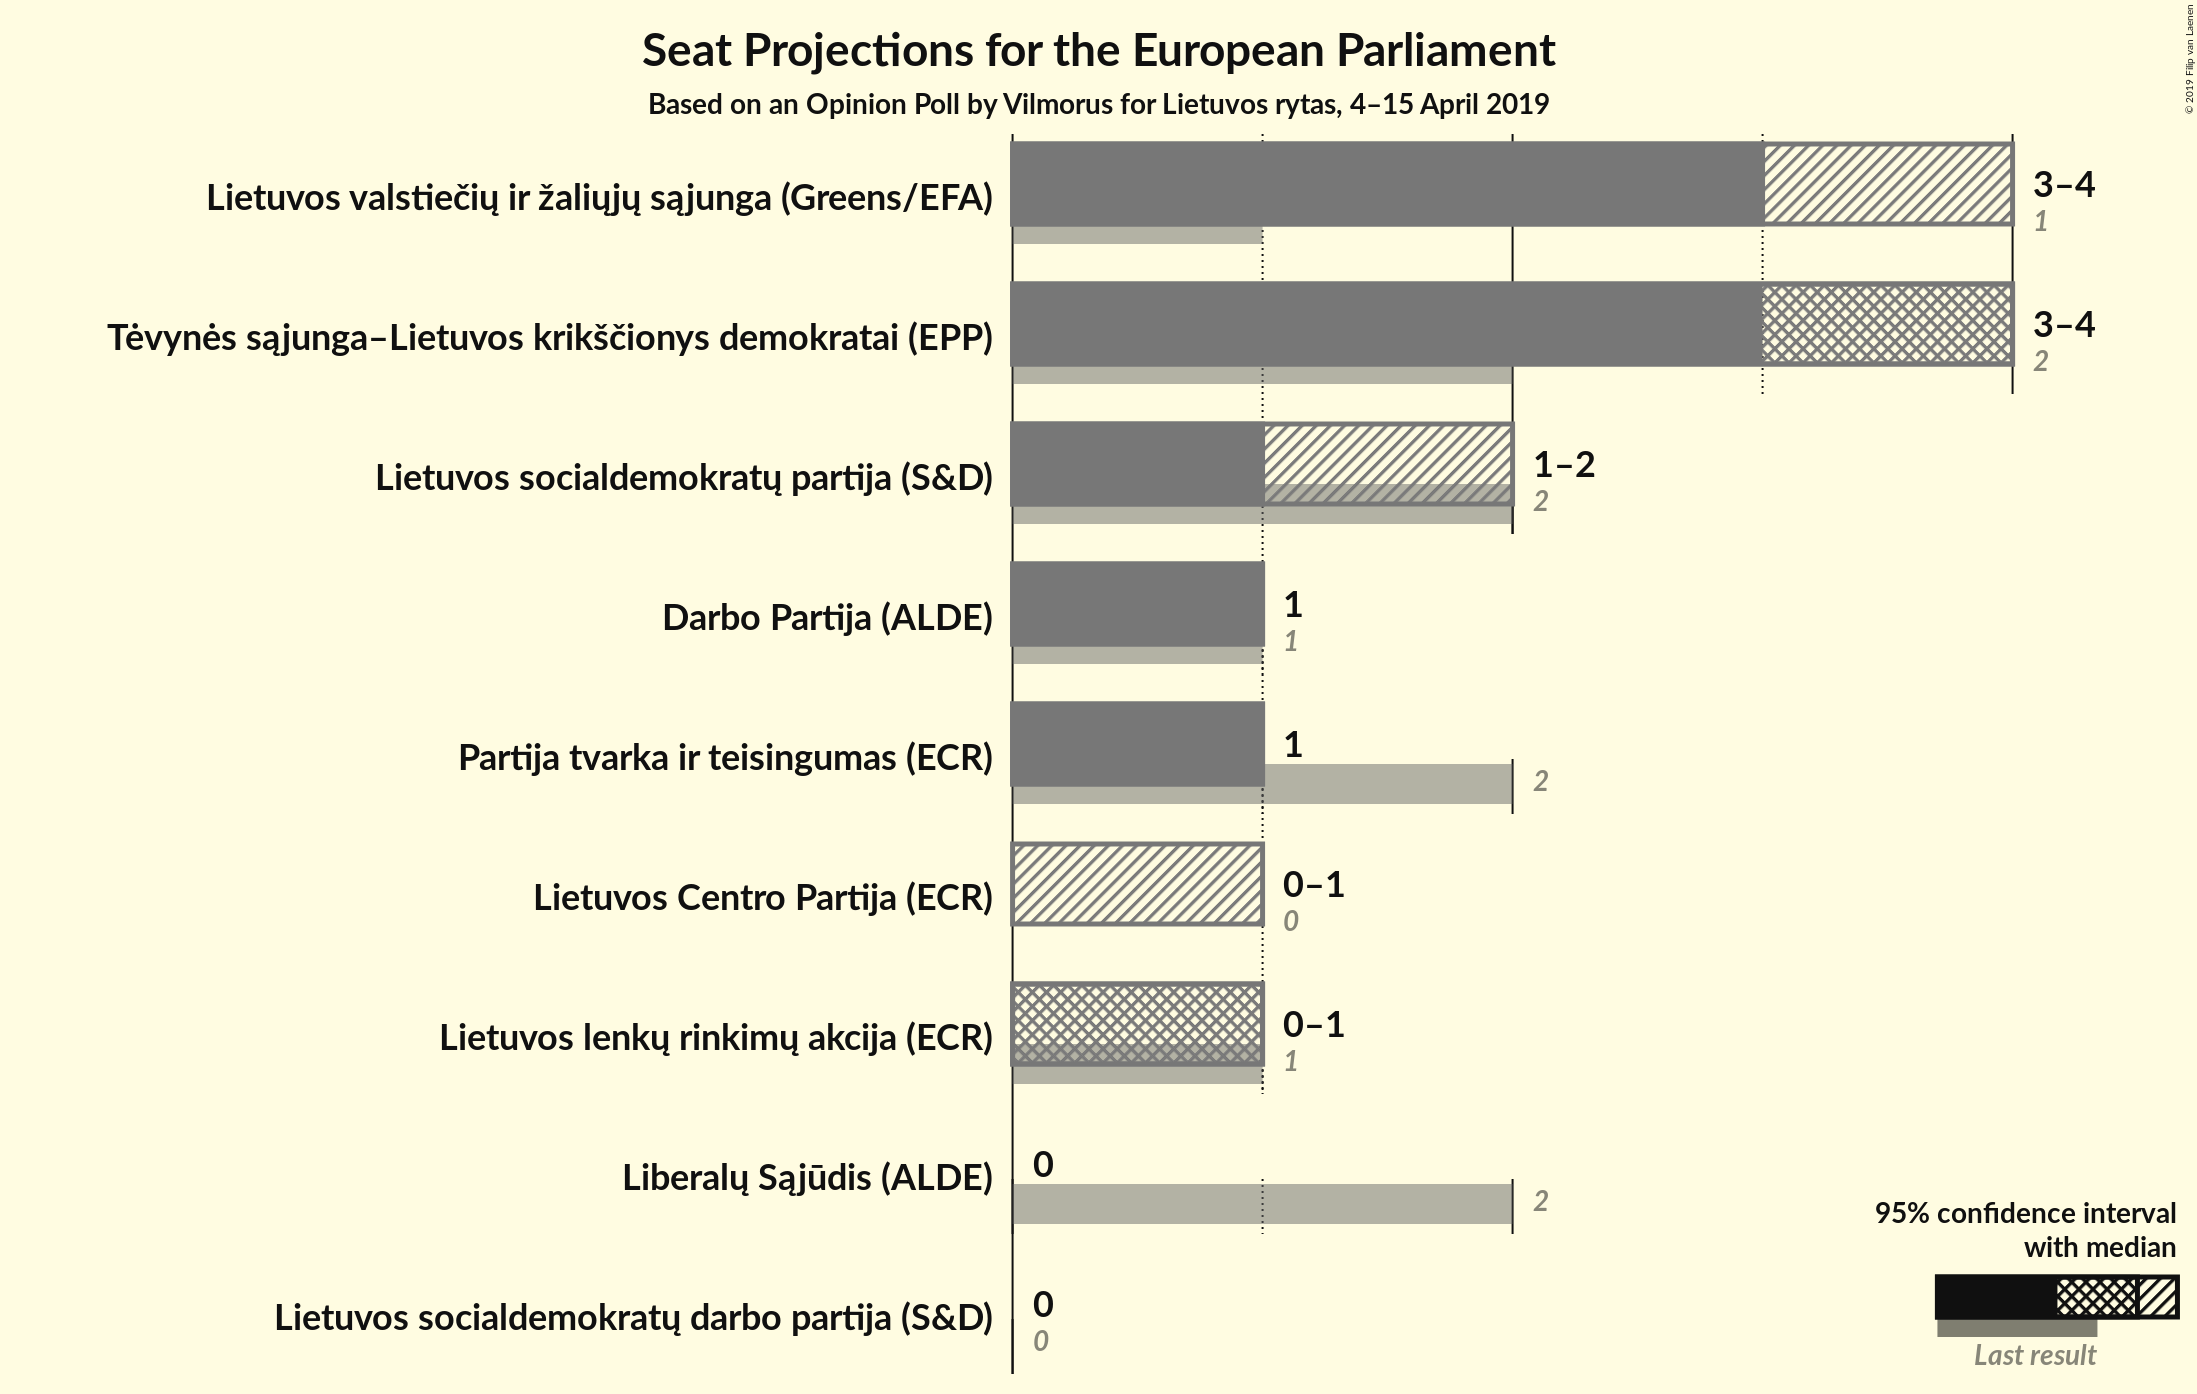 Seat Projections for the European Parliament
Based on an Opinion Poll by Vilmorus for Lietuvos rytas, 4–15 April 2019
© 2019 Filip van Laenen
Lietuvos valstiečių ir žaliųjų sąjunga (Greens/EFA)
3–4
1
Tėvynės sąjunga–Lietuvos krikščionys demokratai (EPP)
3–4
2
Lietuvos socialdemokratų partija (S&D)
1–2
2
Darbo Partija (ALDE)
1
1
Partija tvarka ir teisingumas (ECR)
1
2
Lietuvos Centro Partija (ECR)
0–1
0
Lietuvos lenkų rinkimų akcija (ECR)
0–1
1
Liberalų Sąjūdis (ALDE)
0
2
Lietuvos socialdemokratų darbo partija (S&D)
0
0
95% confidence interval
with median
Last result